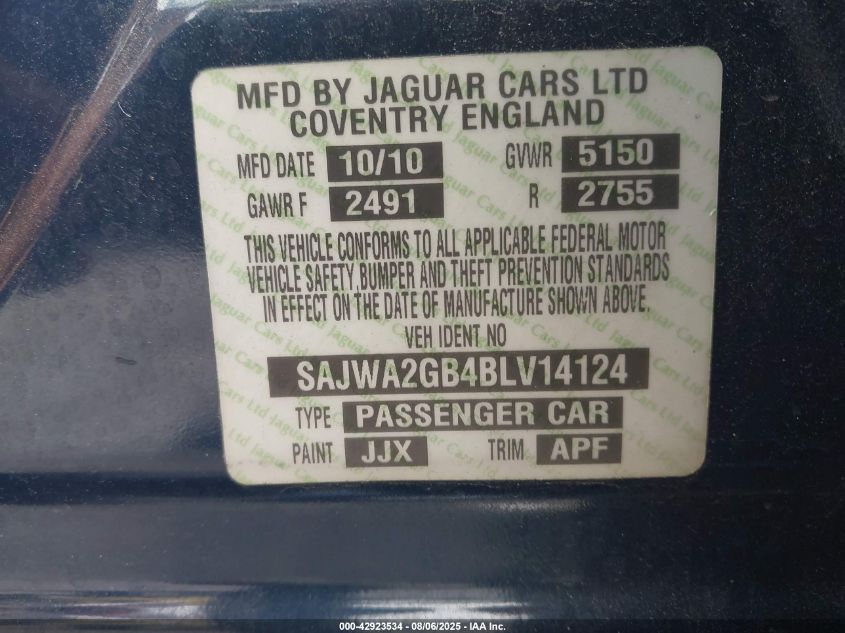 MFD BY JAGUAR CARS LTD
COVENTRY ENGLAND
MFD DATE 10/10 GVWR 5150
GAWR F 2491 R 2755
THIS VEHICLE CONFORMS TO ALL APPLICABLE FEDERAL MOTOR
VEHICLE SAFETY, BUMPER AND THEFT PREVENTION STANDARDS
IN EFFECT ON THE DATE OF MANUFACTURE SHOWN ABOVE.
VEH IDENT NO
SAJWA2GB4BLV14124
TYPE PASSENGER CAR
PAINT JJX TRIM APF
000-42923534 - 08/06/2025 - IAA Inc.